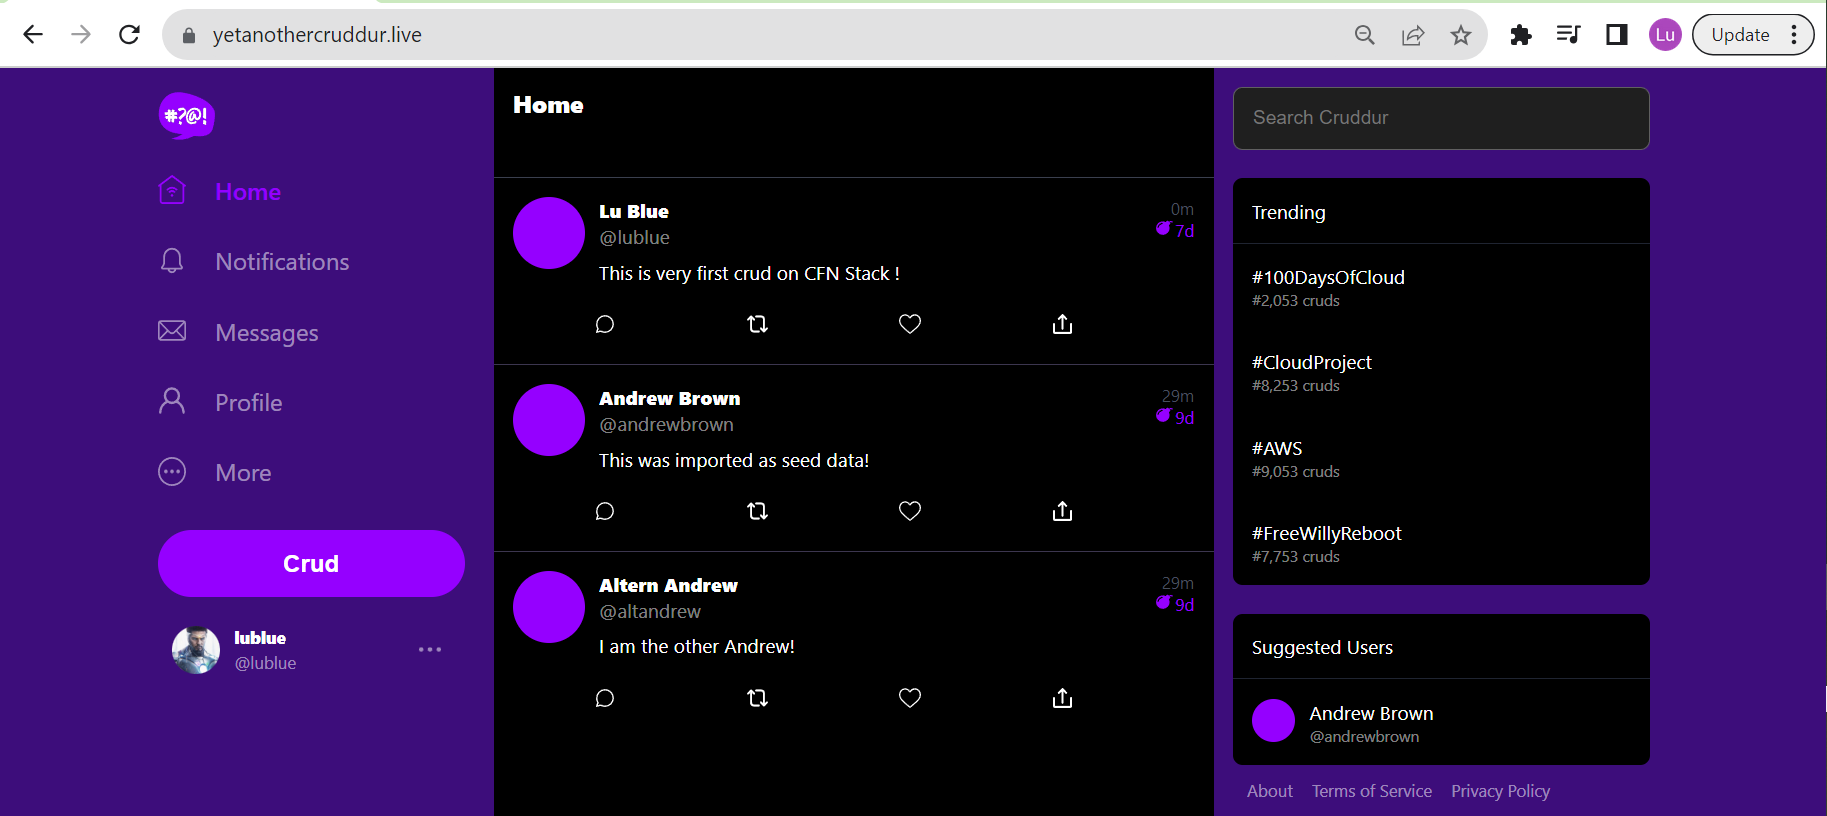 yetanothercruddur.live
Lu
Update
#?@!
Home
Notifications
Messages
Profile
More
Crud
lublue
@lublue
Home
Lu Blue
0m
@lublue
7d
This is very first crud on CFN Stack !
Andrew Brown
29m
@andrewbrown
9d
This was imported as seed data!
Altern Andrew
29m
@altandrew
9d
I am the other Andrew!
Search Cruddur
Trending
#100DaysOfCloud
#2,053 cruds
#CloudProject
#8,253 cruds
#AWS
#9,053 cruds
#FreeWillyReboot
#7,753 cruds
Suggested Users
Andrew Brown
@andrewbrown
About Terms of Service Privacy Policy